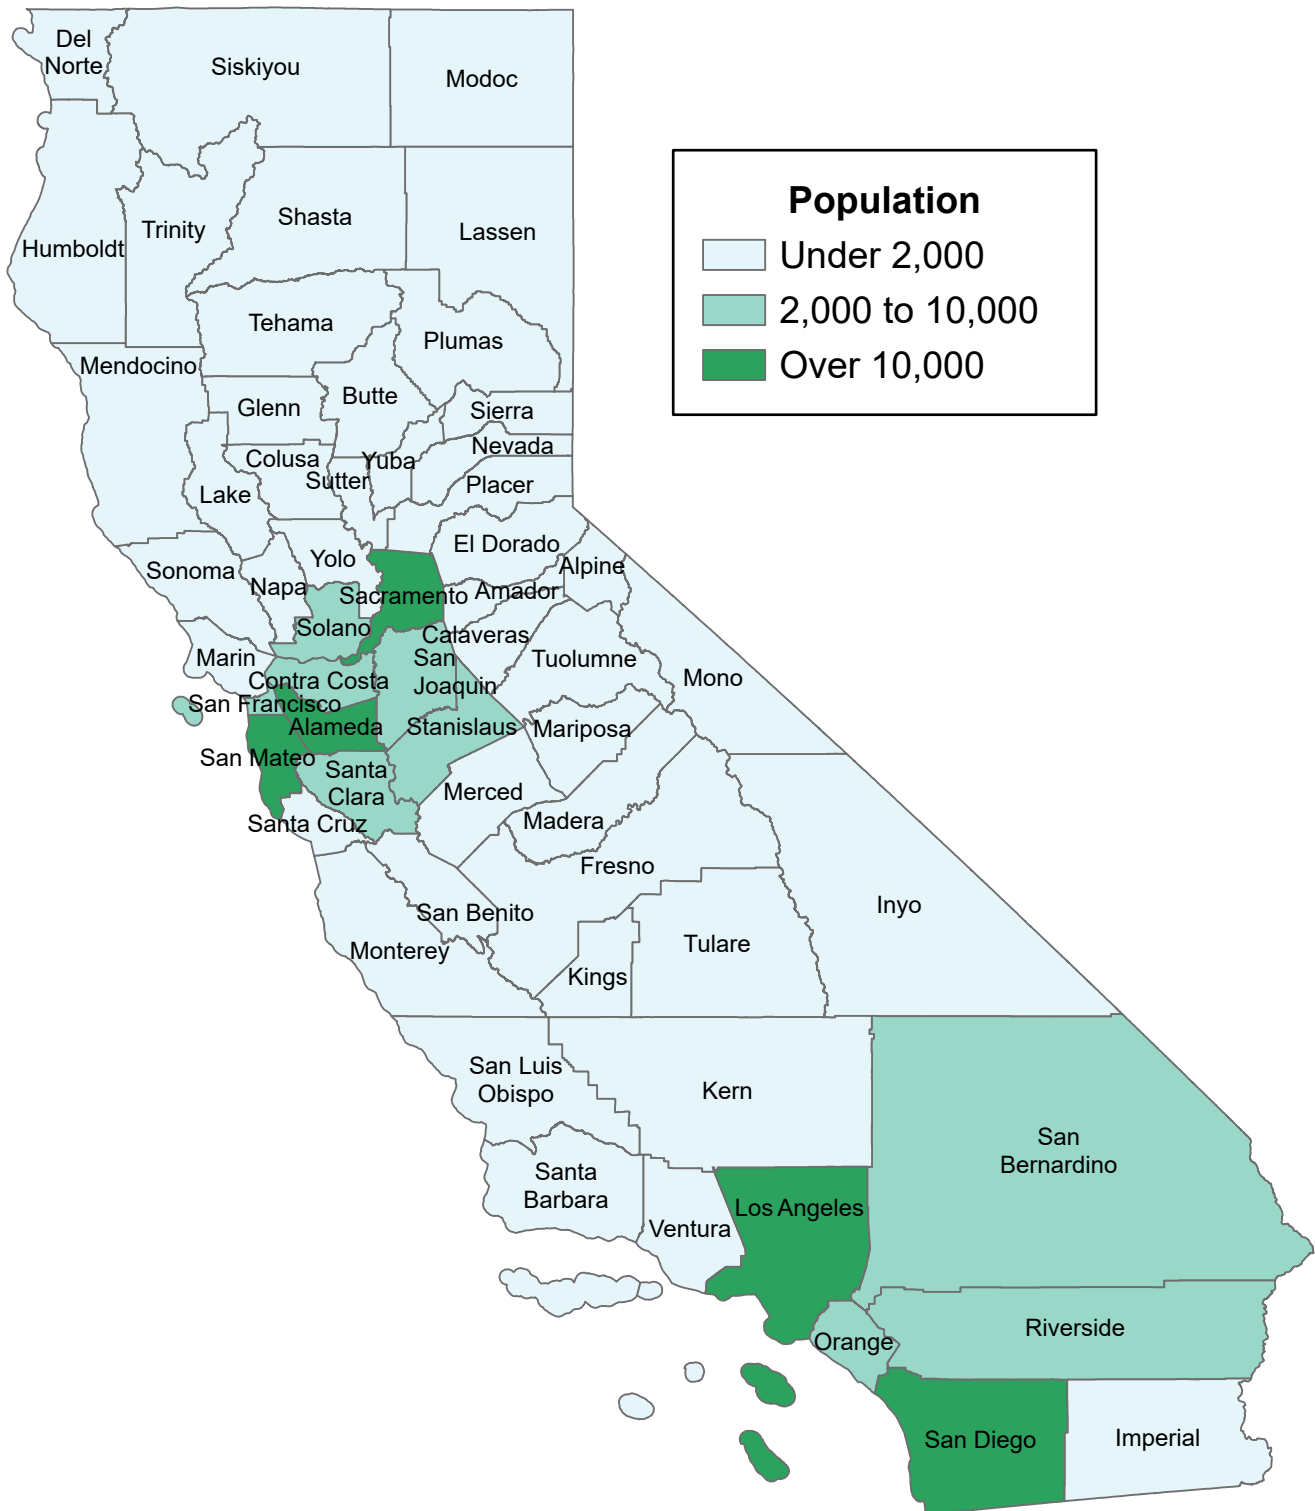 Del
Norte
Siskiyou
Modoc
Population
Under 2,000
2,000 to 10,000
Over 10,000
Shasta
Trinity
Lassen
Humboldt
Tehama
Plumas
Mendocino
Butte
Glenn
Sierra
Nevada
Colusa
Yuba
Sutter
Placer
Lake
El Dorado
Yolo
Alpine
Sonoma
Napa
Amador
Sacramento
Solano
Calaveras
Marin
San
Joaquin
Tuolumne
Mono
Contra Costa
San Francisco
Alameda
Stanislaus
Mariposa
San Mateo
Santa
Clara
Merced
Santa Cruz
Madera
Fresno
Inyo
San Benito
Monterey
Tulare
Kings
San Luis
Obispo
Kern
San
Bernardino
Santa
Barbara
Los Angeles
Ventura
Riverside
Orange
San Diego
Imperial